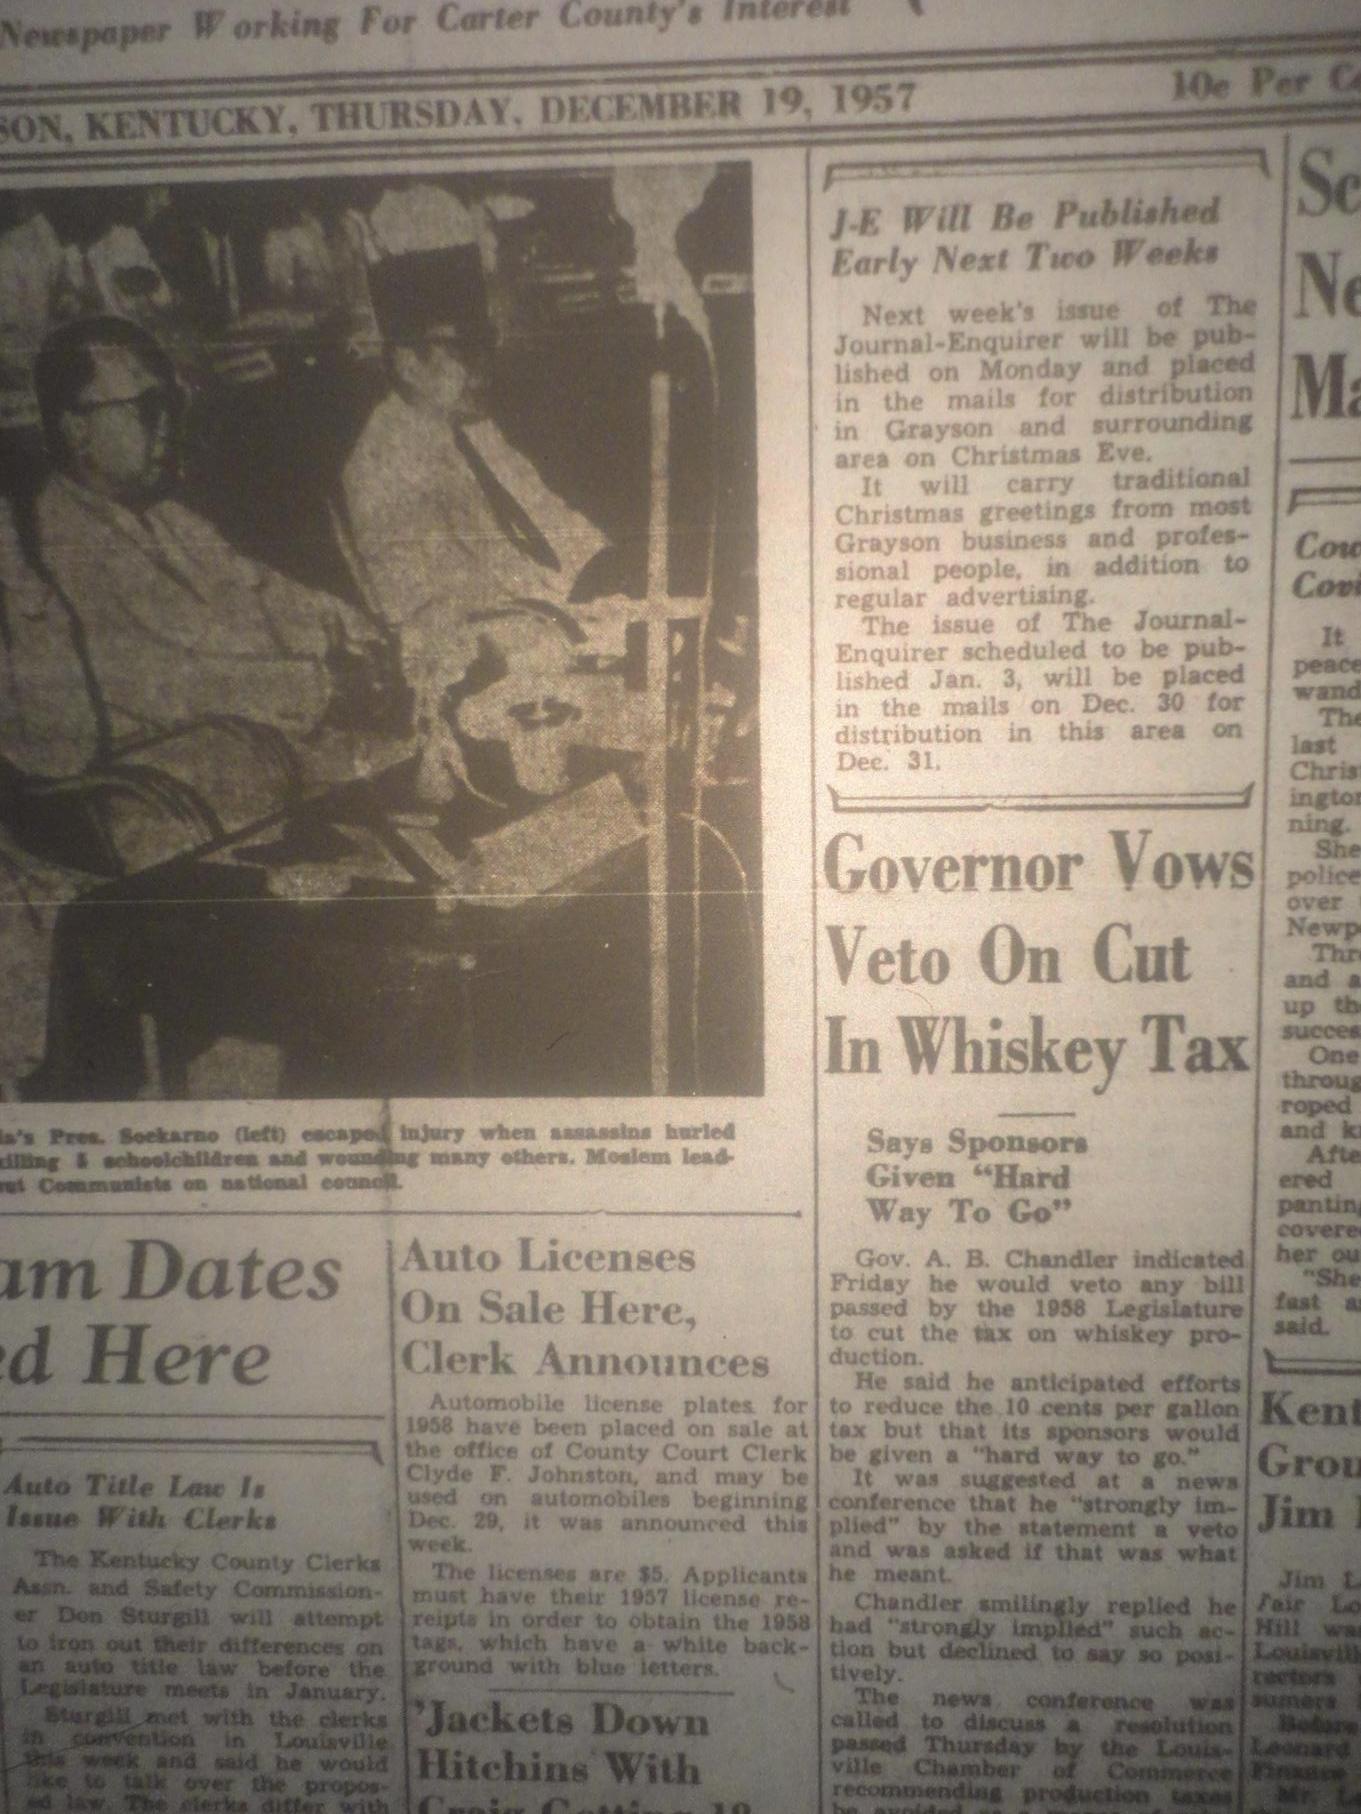 Newspaper Working For Carter County's Interest
SON, KENTUCKY, THURSDAY, DECEMBER 19, 1957
10c Per
la's Pres. Soekarno (left) escaped injury when assassins hurled
killing 5 schoolchildren and wounding many others. Moslem lead-
Communists on national council.
am Dates
ed Here
Auto Title Law Is
Issue With Clerks
The Kentucky County Clerks
Assn. and Safety Commission-
er Don Sturgill will attempt
to iron out their differences on
an auto title law before the
Legislature meets in January.
Sturgill met with the clerks
in convention in Louisville
this week and said he would
like to talk over the propos-
ed law. The clerks differ with
Auto Licenses
On Sale Here,
Clerk Announces
Automobile license plates for
1958 have been placed on sale at
the office of County Court Clerk
Clyde F. Johnston, and may be
used on automobiles beginning
Dec. 29, it was announced this
week.
The licenses are $5. Applicants
must have their 1957 license re-
reipts in order to obtain the 1958
tags, which have a white back-
ground with blue letters.
'Jackets Down
Hitchins With
Craig Getting 18
J-E Will Be Published
Early Next Two Weeks
Next week's issue of The
Journal-Enquirer will be pub-
lished on Monday and placed
in the mails for distribution
in Grayson and surrounding
area on Christmas Eve.
It will carry traditional
Christmas greetings from most
Grayson business and profes-
sional people, in addition to
regular advertising.
The issue of The Journal-
Enquirer scheduled to be pub-
lished Jan. 3, will be placed
in the mails on Dec. 30 for
distribution in this area on
Dec. 31.
Governor Vows
Veto On Cut
In Whiskey Tax
Says Sponsors
Given "Hard
Way To Go"
Gov. A. B. Chandler indicated
Friday he would veto any bill
passed by the 1958 Legislature
to cut the tax on whiskey pro-
duction.
He said he anticipated efforts
to reduce the 10 cents per gallon
tax but that its sponsors would
be given a "hard way to go."
It was suggested at a news
conference that he "strongly im-
plied" by the statement a veto
and was asked if that was what
he meant.
Chandler smilingly replied he
had "strongly implied" such ac-
tion but declined to say so posi-
tively.
The news conference was
called to discuss a resolution
passed Thursday by the Louis-
ville Chamber of Commerce
recommending production taxes
Sc
Ne
Ma
Cow
It
peace
wand
The
last
Chris
ington
ning.
She
police
over
Newp
Thre
and a
up th
succes
One
throug
roped
and k
Afte
ered
panting
covered
her ou
"She
fast a
said.
Kent
Grou
Jim
Jim L
Fair Lo
Hill wa
Louisvill
rectors
sumers
Before
Leonard
Finance
Mr. L